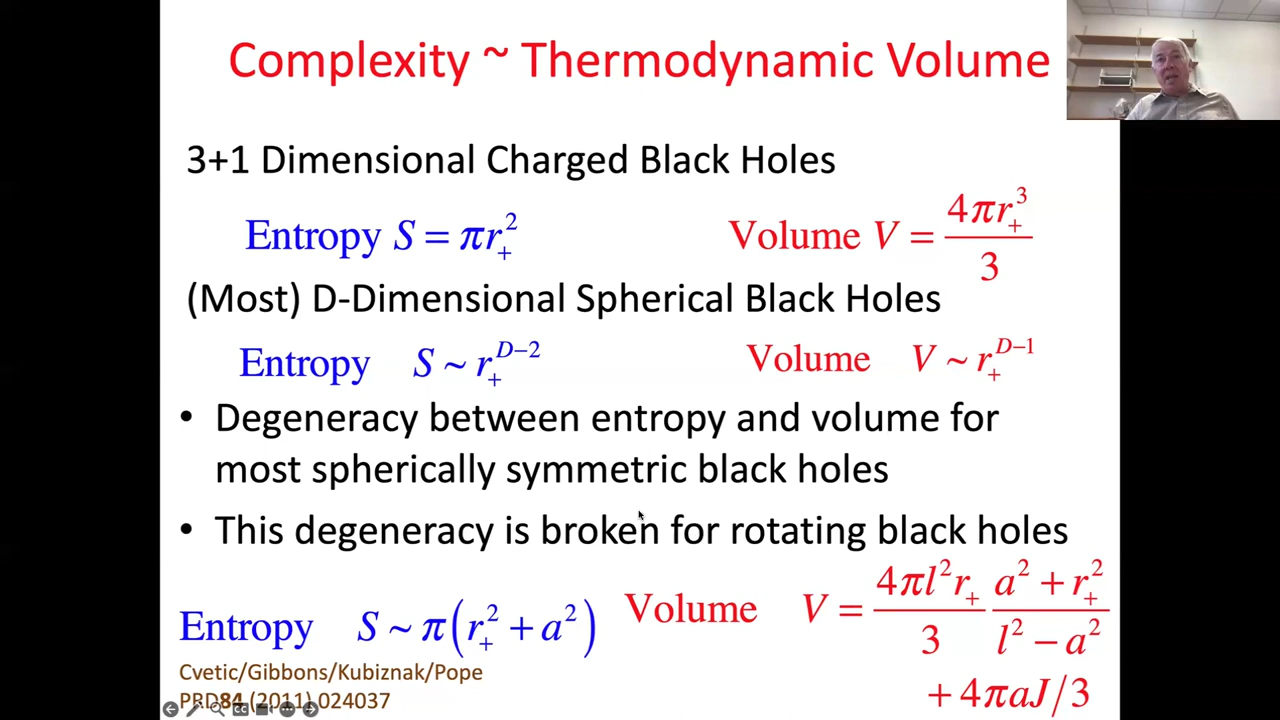 Complexity ~ Thermodynamic Volume
3+1 Dimensional Charged Black Holes
Entropy S = πr₊²    Volume V = 4πr₊³/3
(Most) D-Dimensional Spherical Black Holes
Entropy S ~ r₊^{D−2}    Volume V ~ r₊^{D−1}
• Degeneracy between entropy and volume for
most spherically symmetric black holes
• This degeneracy is broken for rotating black holes
Entropy S ~ π(r₊² + a²)    Volume V = (4πl²r₊/3) (a² + r₊²)/(l² − a²)
+ 4πaJ/3
Cvetic/Gibbons/Kubiznak/Pope
PRD84 (2011) 024037